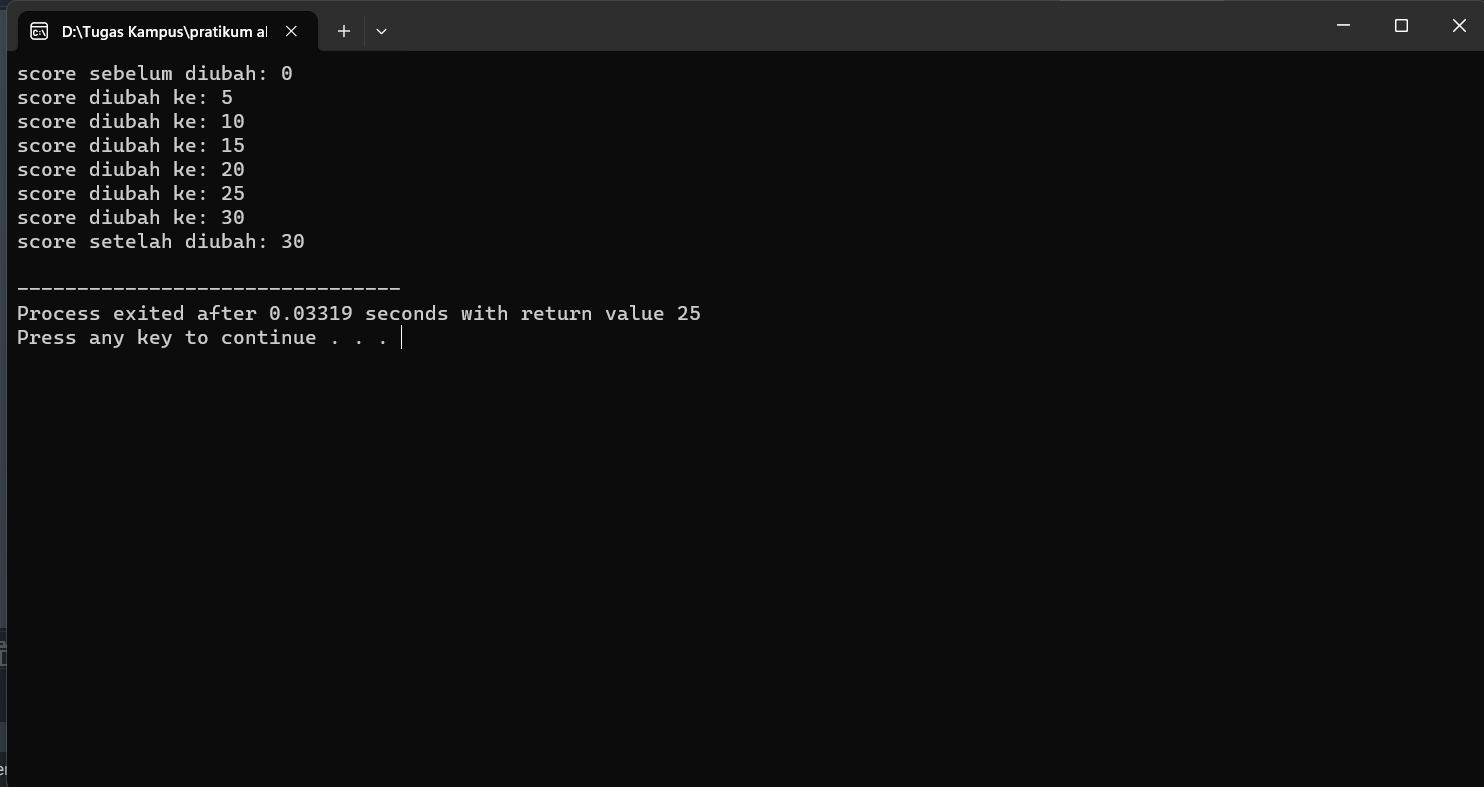 D:\Tugas Kampus\pratikum al
score sebelum diubah: 0
score diubah ke: 5
score diubah ke: 10
score diubah ke: 15
score diubah ke: 20
score diubah ke: 25
score diubah ke: 30
score setelah diubah: 30
--------------------------------
Process exited after 0.03319 seconds with return value 25
Press any key to continue . . .